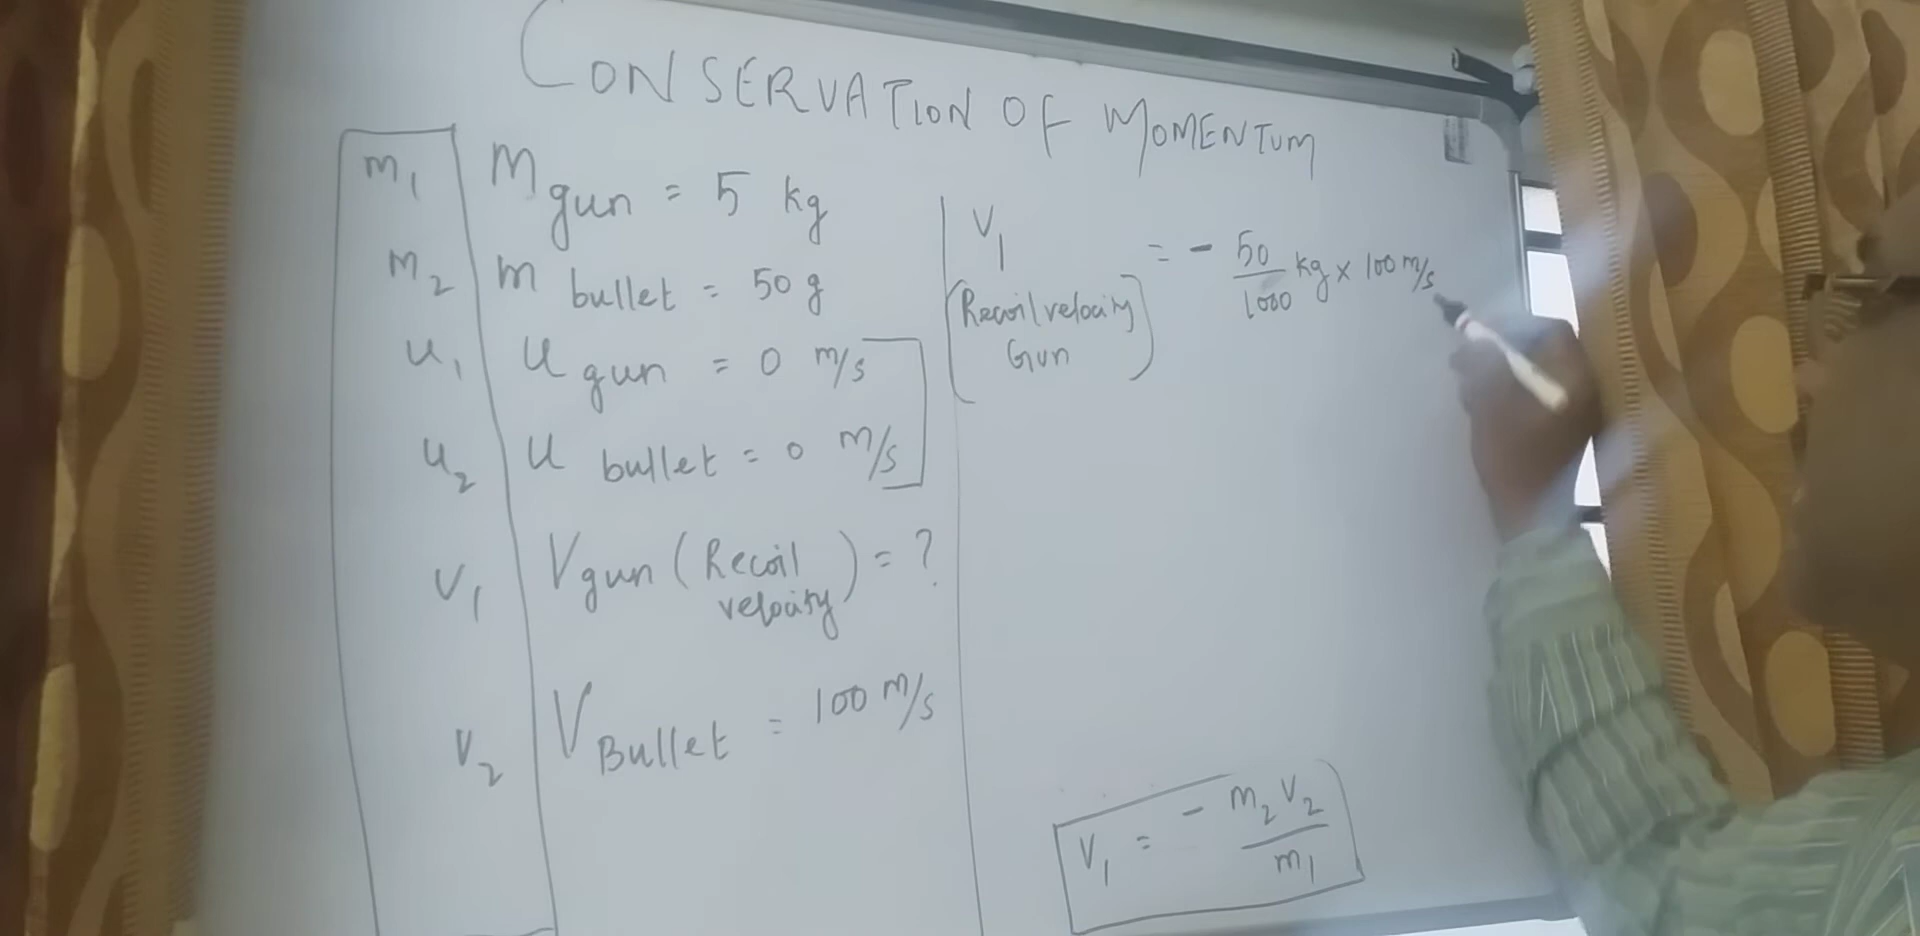 CONSERVATION OF MOMENTUM
m₁ M gun = 5 kg
m₂ m bullet = 50 g
u₁ u gun = 0 m/s
u₂ u bullet = 0 m/s
v₁ V gun (Recoil velocity) = ?
v₂ V Bullet = 100 m/s
V₁ (Recoil velocity Gun) = - 50/1000 kg × 100 m/s
V₁ = - m₂ V₂ / m₁